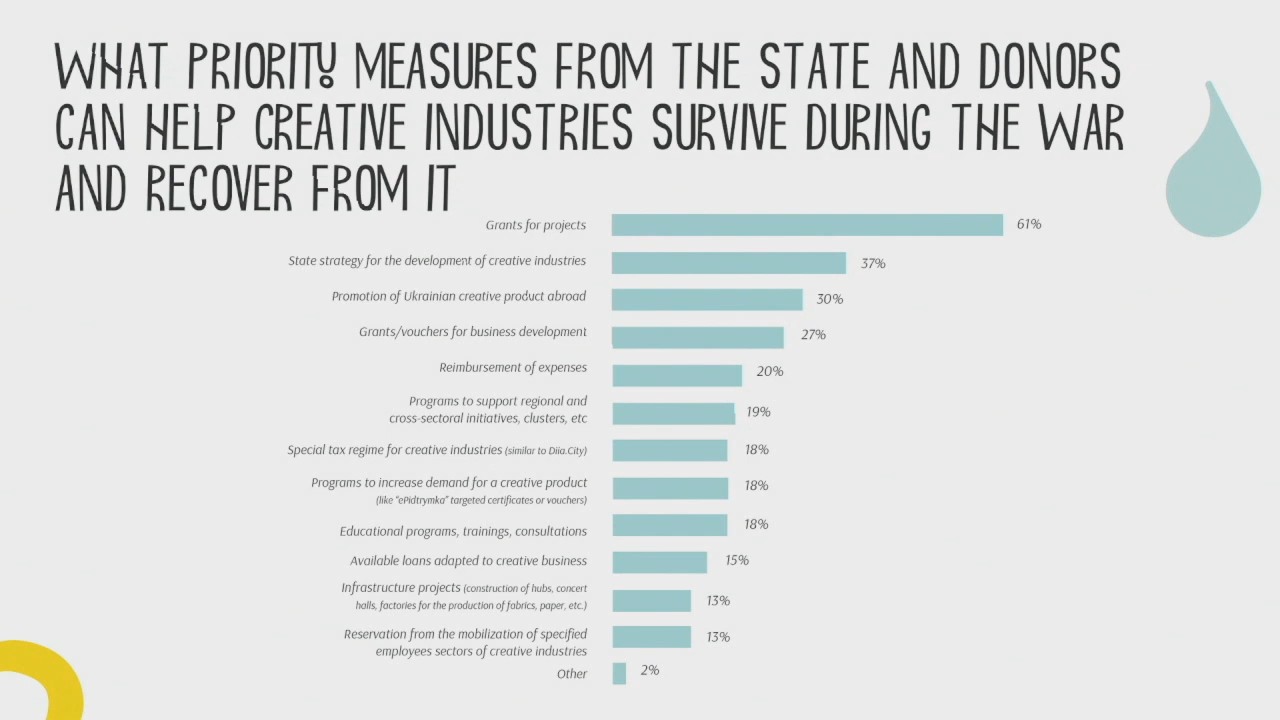 WHAT PRIORITY MEASURES FROM THE STATE AND DONORS
CAN HELP CREATIVE INDUSTRIES SURVIVE DURING THE WAR
AND RECOVER FROM IT
Grants for projects 61%
State strategy for the development of creative industries 37%
Promotion of Ukrainian creative product abroad 30%
Grants/vouchers for business development 27%
Reimbursement of expenses 20%
Programs to support regional and
cross-sectoral initiatives, clusters, etc 19%
Special tax regime for creative industries (similar to Diia.City) 18%
Programs to increase demand for a creative product 18%
(like "ePidtrymka" targeted certificates or vouchers)
Educational programs, trainings, consultations 18%
Available loans adapted to creative business 15%
Infrastructure projects (construction of hubs, concert
halls, factories for the production of fabrics, paper, etc.) 13%
Reservation from the mobilization of specified 13%
employees sectors of creative industries
Other 2%